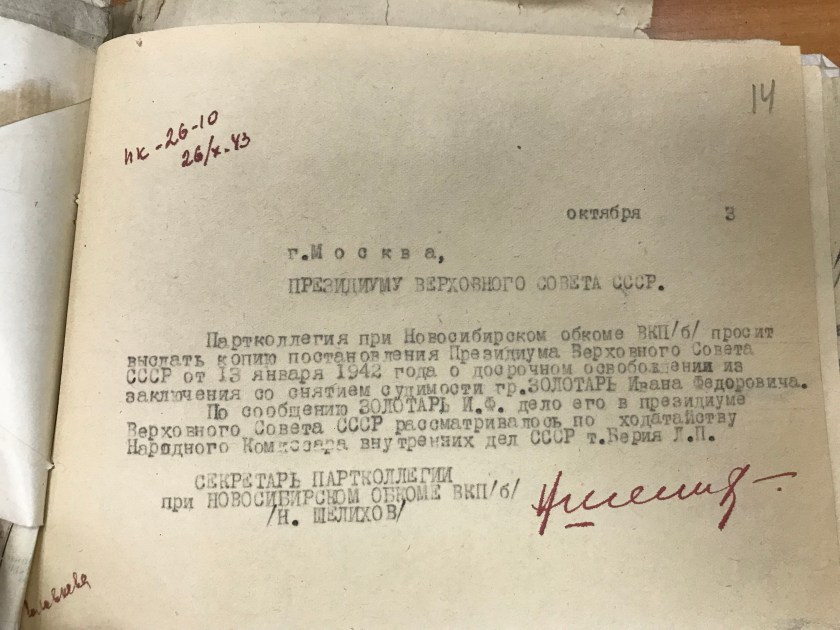 14
ПК-26-10
26/X-43
октября 3
г.Москва,
ПРЕЗИДИУМУ ВЕРХОВНОГО СОВЕТА СССР.
Партколлегия при Новосибирском обкоме ВКП/б/ просит
выслать копию постановления Президиума Верховного Совета
СССР от 13 января 1942 года о досрочном освобождении из
заключения со снятием судимости гр.ЗОЛОТАРЬ Ивана Федоровича.
По сообщению ЗОЛОТАРЬ И.Ф. дело его в президиуме
Верховного Совета СССР рассматривалось по ходатайству
Народного Комиссара внутренних дел СССР т.Берия Л.П.
СЕКРЕТАРЬ ПАРТКОЛЛЕГИИ
при НОВОСИБИРСКОМ ОБКОМЕ ВКП/б/
/Н. ШЕЛИХОВ/